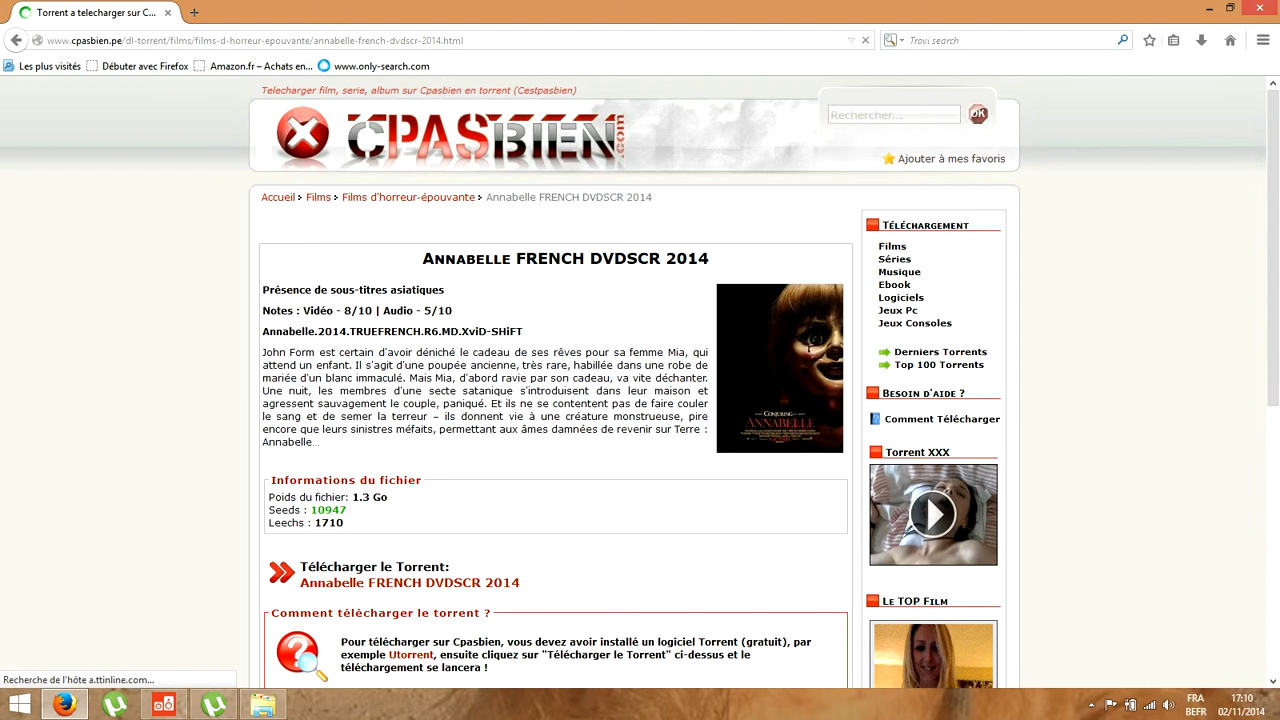 Torrent a telecharger sur C...
www.cpasbien.pe/dl-torrent/films/films-d-horreur-epouvante/annabelle-french-dvdscr-2014.html
Trovi search
Les plus visités
Débuter avec Firefox
Amazon.fr – Achats en...
www.only-search.com
Telecharger film, serie, album sur Cpasbien en torrent (Cestpasbien)
CPASBIEN.com
Rechercher...
OK
Ajouter à mes favoris
Accueil Films Films d'horreur-épouvante Annabelle FRENCH DVDSCR 2014
Annabelle FRENCH DVDSCR 2014
Présence de sous-titres asiatiques
Notes : Vidéo - 8/10 | Audio - 5/10
Annabelle.2014.TRUEFRENCH.R6.MD.XviD-SHiFT
John Form est certain d'avoir déniché le cadeau de ses rêves pour sa femme Mia, qui
attend un enfant. Il s'agit d'une poupée ancienne, très rare, habillée dans une robe de
mariée d'un blanc immaculé. Mais Mia, d'abord ravie par son cadeau, va vite déchanter.
Une nuit, les membres d'une secte satanique s'introduisent dans leur maison et
agressent sauvagement le couple, paniqué. Et ils ne se contentent pas de faire couler
le sang et de semer la terreur – ils donnent vie à une créature monstrueuse, pire
encore que leurs sinistres méfaits, permettant aux âmes damnées de revenir sur Terre :
Annabelle...
CONJURING
ANNABELLE
Informations du fichier
Poids du fichier: 1.3 Go
Seeds : 10947
Leechs : 1710
Télécharger le Torrent:
Annabelle FRENCH DVDSCR 2014
Comment télécharger le torrent ?
Pour télécharger sur Cpasbien, vous devez avoir installé un logiciel Torrent (gratuit), par
exemple Utorrent, ensuite cliquez sur "Télécharger le Torrent" ci-dessus et le
téléchargement se lancera !
Téléchargement
Films
Séries
Musique
Ebook
Logiciels
Jeux Pc
Jeux Consoles
Derniers Torrents
Top 100 Torrents
Besoin d'aide ?
Comment Télécharger
Torrent XXX
Le TOP Film
Recherche de l'hôte a.ttinline.com...
FRA
BEFR
17:10
02/11/2014